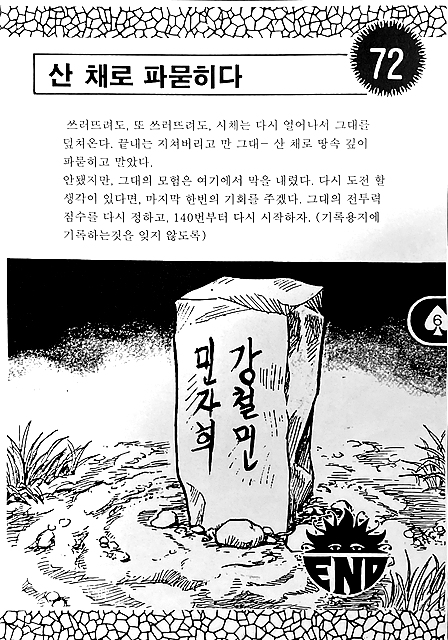 72
산 채로 파묻히다
쓰러뜨려도, 또 쓰러뜨려도, 시체는 다시 일어나서 그대를
덮쳐온다. 끝내는 지쳐버리고 만 그대— 산 채로 땅속 깊이
파묻히고 말았다.
안됐지만, 그대의 모험은 여기에서 막을 내렸다. 다시 도전 할
생각이 있다면, 마지막 한번의 기회를 주겠다. 그대의 전투력
점수를 다시 정하고, 140번부터 다시 시작하자. (기록용지에
기록하는것을 잊지 않도록)
6
강철민
민자희
END